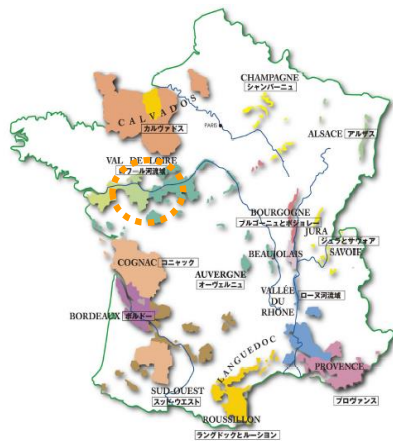 CHAMPAGNE
シャンパーニュ
CALVADOS
カルヴァドス
PARIS
ALSACE アルザス
VAL DE LOIRE
ロワール河流域
BOURGOGNE
ブルゴーニュとボジョレー
JURA
ジュラとサヴォア
SAVOIE
BEAUJOLAIS
COGNAC コニャック
AUVERGNE
オーヴェルニュ
VALLÉE
DU
RHÔNE
ローヌ河流域
BORDEAUX ボルドー
LANGUEDOC
PROVENCE
プロヴァンス
SUD-OUEST
スッド・ウエスト
ROUSSILLON
ラングドックとルーション